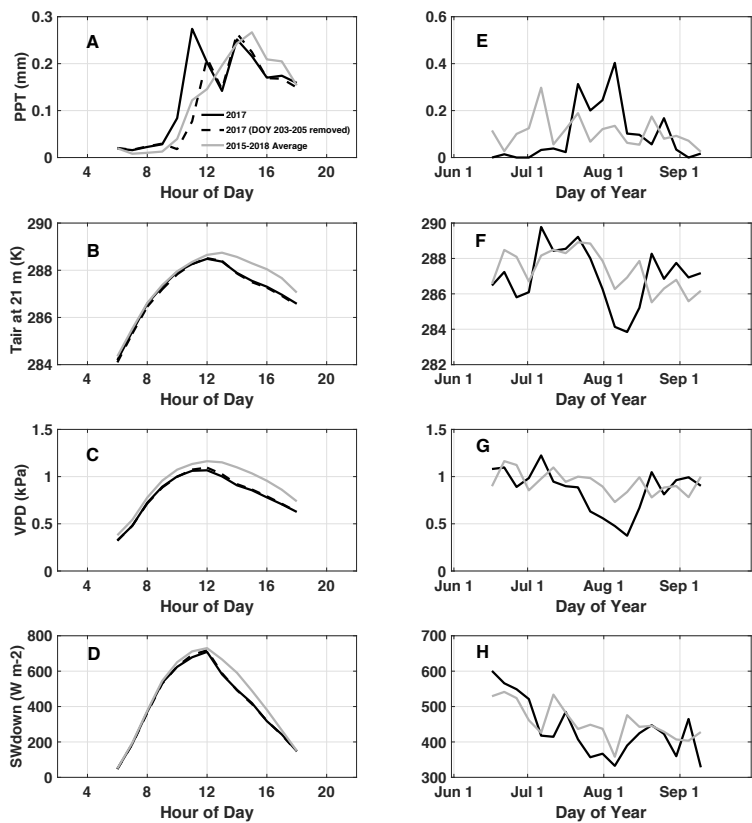 0.3
0.2
0.1
0
PPT (mm)
A
2017
2017 (DOY 203-205 removed)
2015-2018 Average
4 8 12 16 20
Hour of Day
0.6
0.4
0.2
0
E
Jun 1 Jul 1 Aug 1 Sep 1
Day of Year
290
288
286
284
Tair at 21 m (K)
B
4 8 12 16 20
Hour of Day
290
288
286
284
282
F
Jun 1 Jul 1 Aug 1 Sep 1
Day of Year
1.5
1
0.5
0
VPD (kPa)
C
4 8 12 16 20
Hour of Day
1.5
1
0.5
0
G
Jun 1 Jul 1 Aug 1 Sep 1
Day of Year
800
600
400
200
0
SWdown (W m-2)
D
4 8 12 16 20
Hour of Day
700
600
500
400
300
H
Jun 1 Jul 1 Aug 1 Sep 1
Day of Year